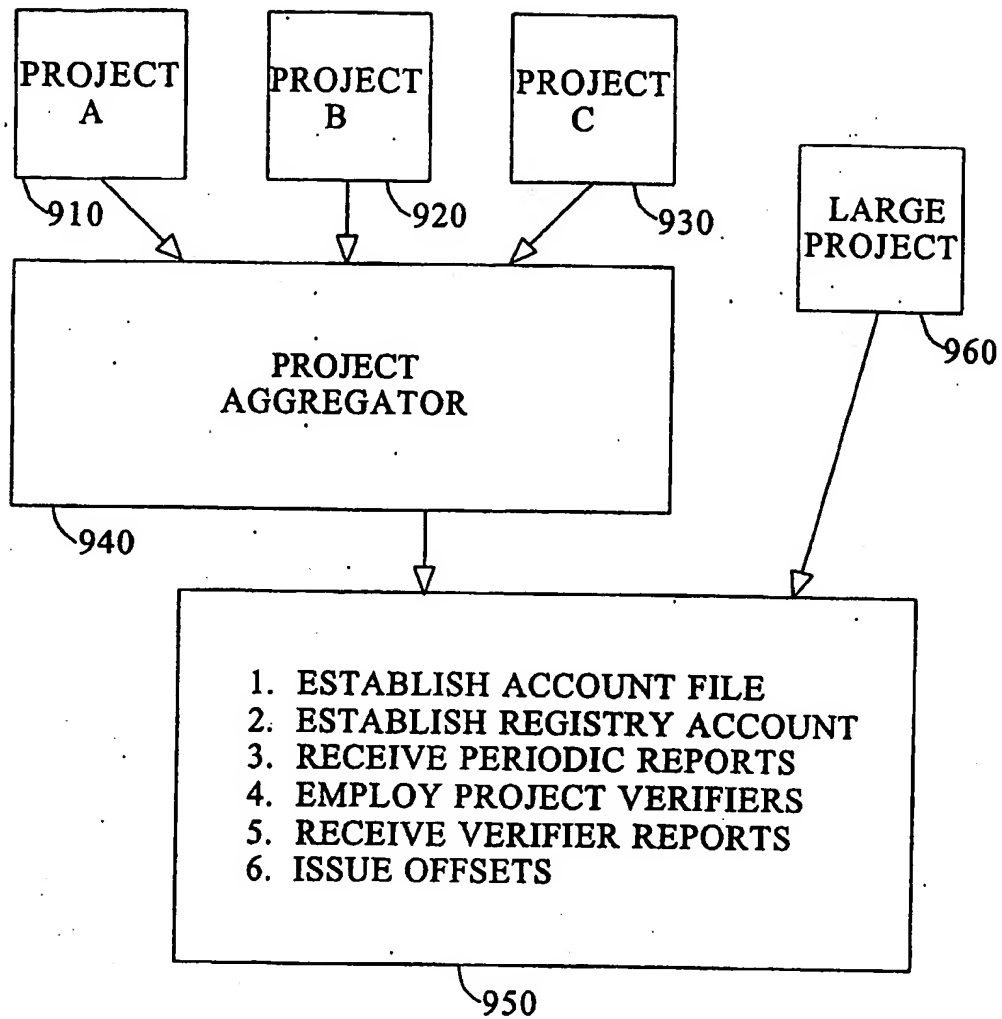 PROJECT
A
910
PROJECT
B
920
PROJECT
C
930
LARGE
PROJECT
960
PROJECT
AGGREGATOR
940
1. ESTABLISH ACCOUNT FILE
2. ESTABLISH REGISTRY ACCOUNT
3. RECEIVE PERIODIC REPORTS
4. EMPLOY PROJECT VERIFIERS
5. RECEIVE VERIFIER REPORTS
6. ISSUE OFFSETS
950